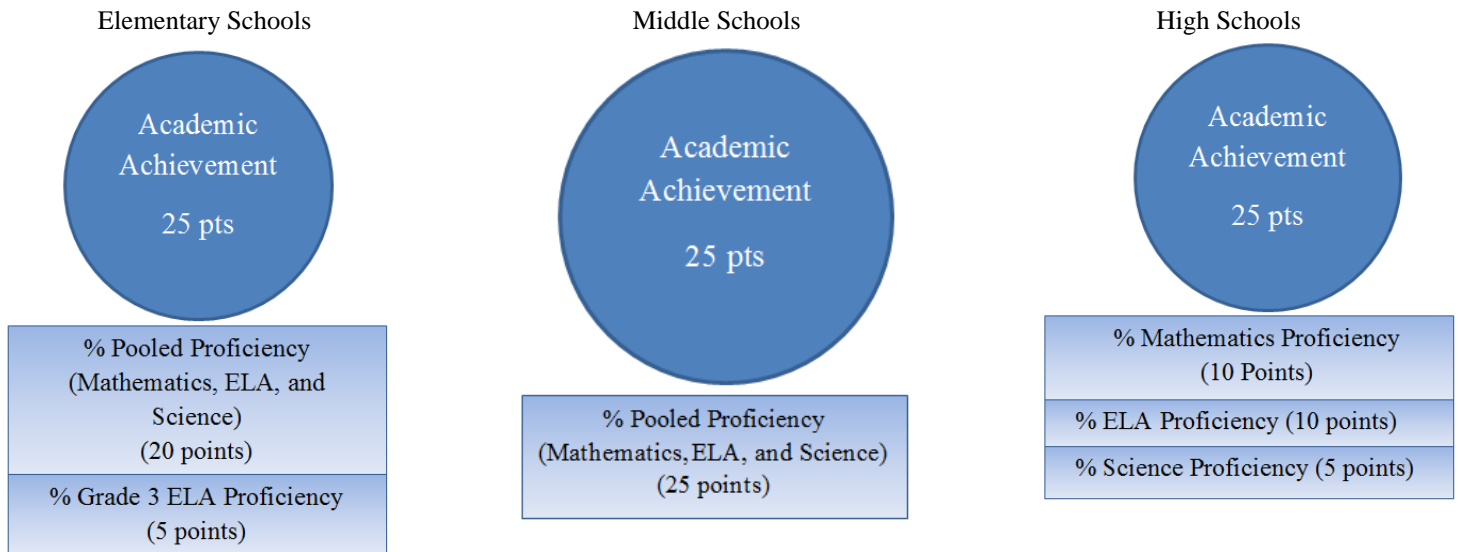 Elementary Schools
Academic
Achievement
25 pts
% Pooled Proficiency
(Mathematics, ELA, and
Science)
(20 points)
% Grade 3 ELA Proficiency
(5 points)
Middle Schools
Academic
Achievement
25 pts
% Pooled Proficiency
(Mathematics, ELA, and Science)
(25 points)
High Schools
Academic
Achievement
25 pts
% Mathematics Proficiency
(10 Points)
% ELA Proficiency (10 points)
% Science Proficiency (5 points)